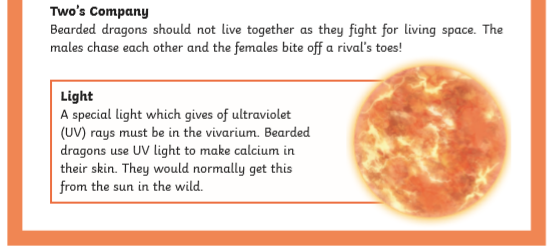 Two's Company
Bearded dragons should not live together as they fight for living space. The
males chase each other and the females bite off a rival's toes!
Light
A special light which gives of ultraviolet
(UV) rays must be in the vivarium. Bearded
dragons use UV light to make calcium in
their skin. They would normally get this
from the sun in the wild.